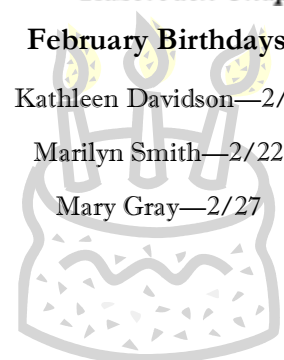 February Birthdays
Kathleen Davidson—2/
Marilyn Smith—2/22
Mary Gray—2/27